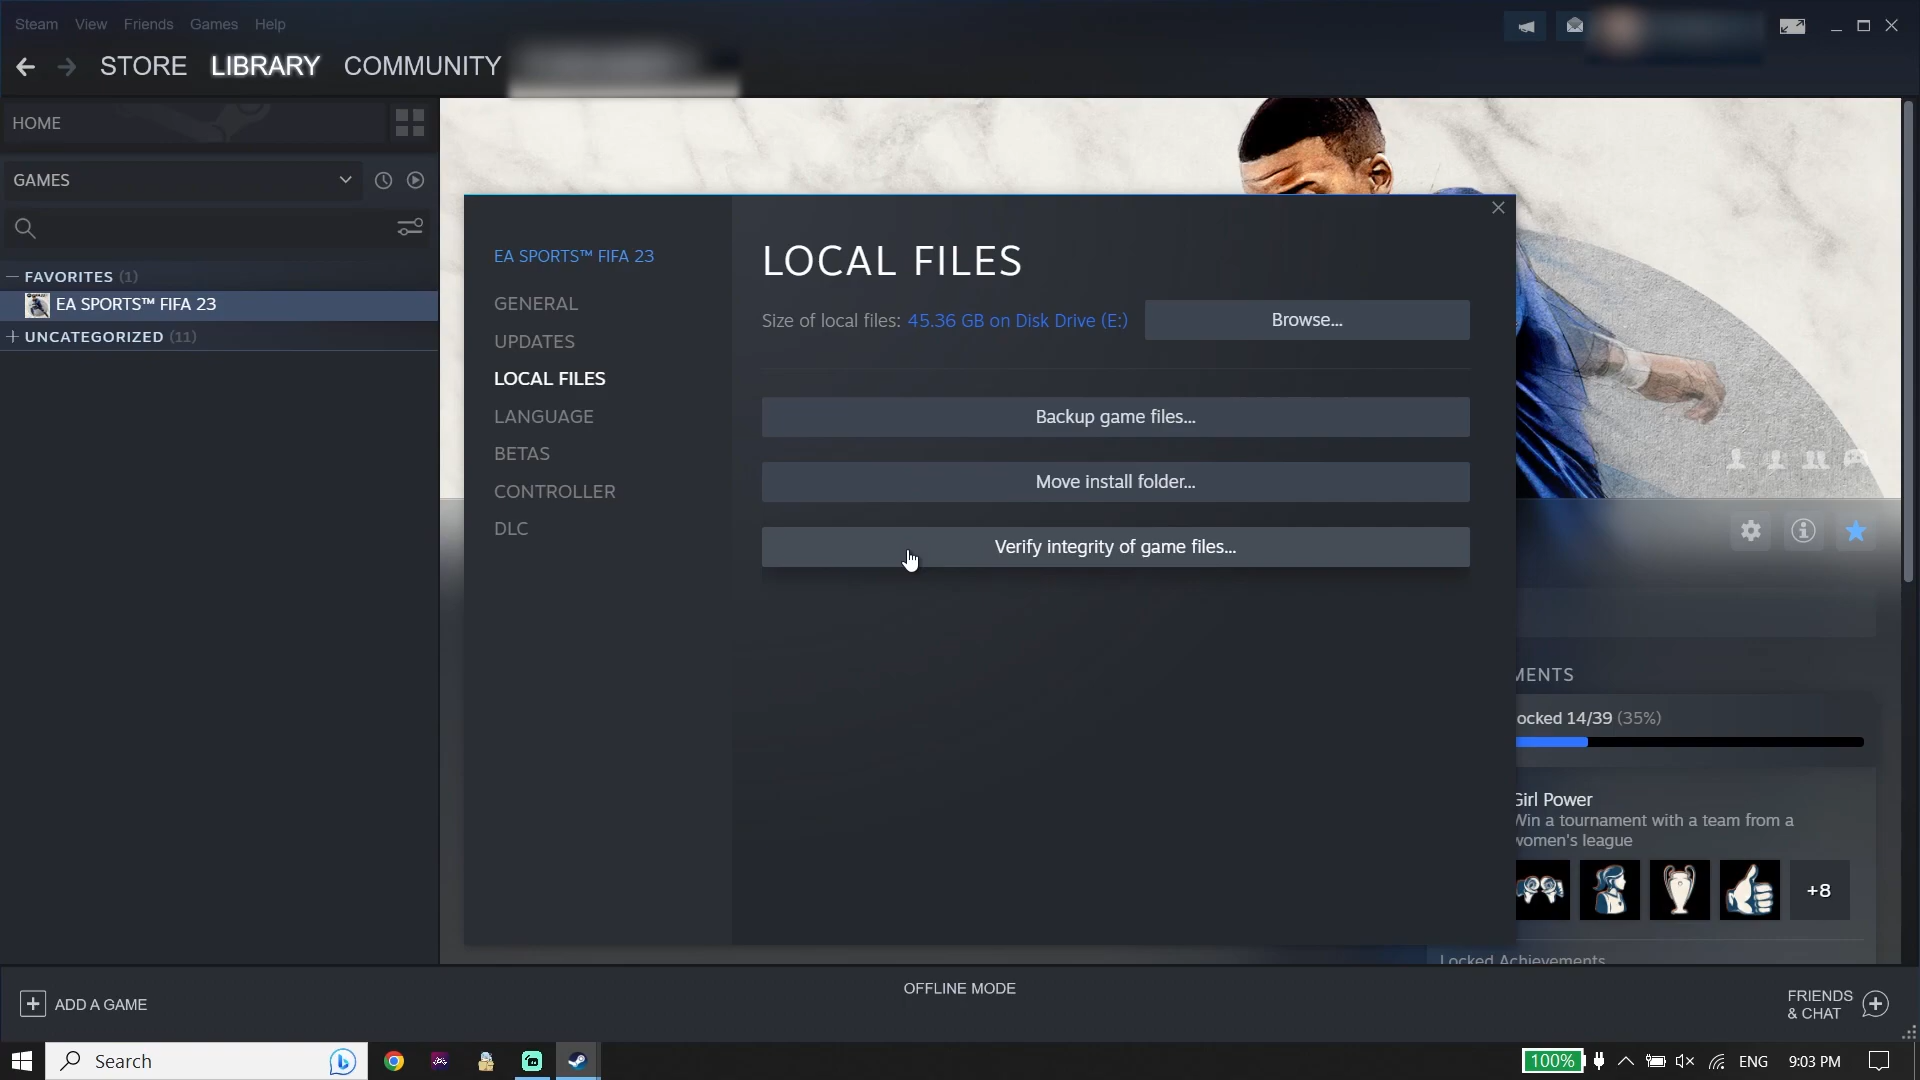 Steam View Friends Games Help
STORE LIBRARY COMMUNITY
HOME
GAMES
FAVORITES (1)
EA SPORTS™ FIFA 23
UNCATEGORIZED (11)
EA SPORTS™ FIFA 23
GENERAL
UPDATES
LOCAL FILES
LANGUAGE
BETAS
CONTROLLER
DLC
LOCAL FILES
Size of local files: 45.36 GB on Disk Drive (E:)
Browse...
Backup game files...
Move install folder...
Verify integrity of game files...
MENTS
ocked 14/39 (35%)
Girl Power
Win a tournament with a team from a
women's league
+8
Locked Achievements
ADD A GAME
OFFLINE MODE
FRIENDS
& CHAT
Search
100%
ENG
9:03 PM